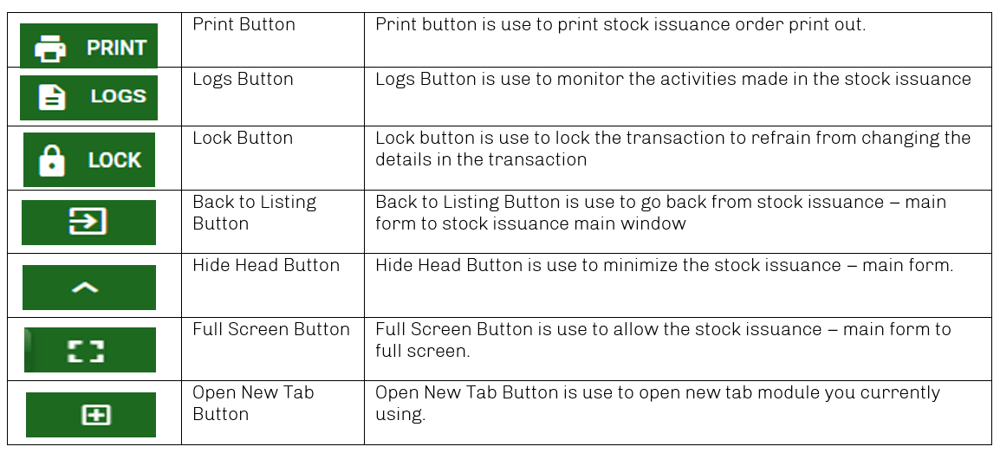 PRINT
Print Button
Print button is use to print stock issuance order print out.
LOGS
Logs Button
Logs Button is use to monitor the activities made in the stock issuance
LOCK
Lock Button
Lock button is use to lock the transaction to refrain from changing the
details in the transaction
Back to Listing
Button
Back to Listing Button is use to go back from stock issuance – main
form to stock issuance main window
Hide Head Button
Hide Head Button is use to minimize the stock issuance – main form.
Full Screen Button
Full Screen Button is use to allow the stock issuance – main form to
full screen.
Open New Tab
Button
Open New Tab Button is use to open new tab module you currently
using.